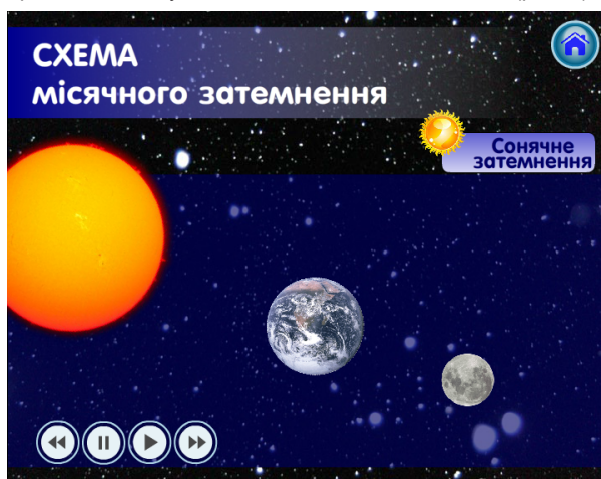 СХЕМА
місячного затемнення
Сонячне
затемнення